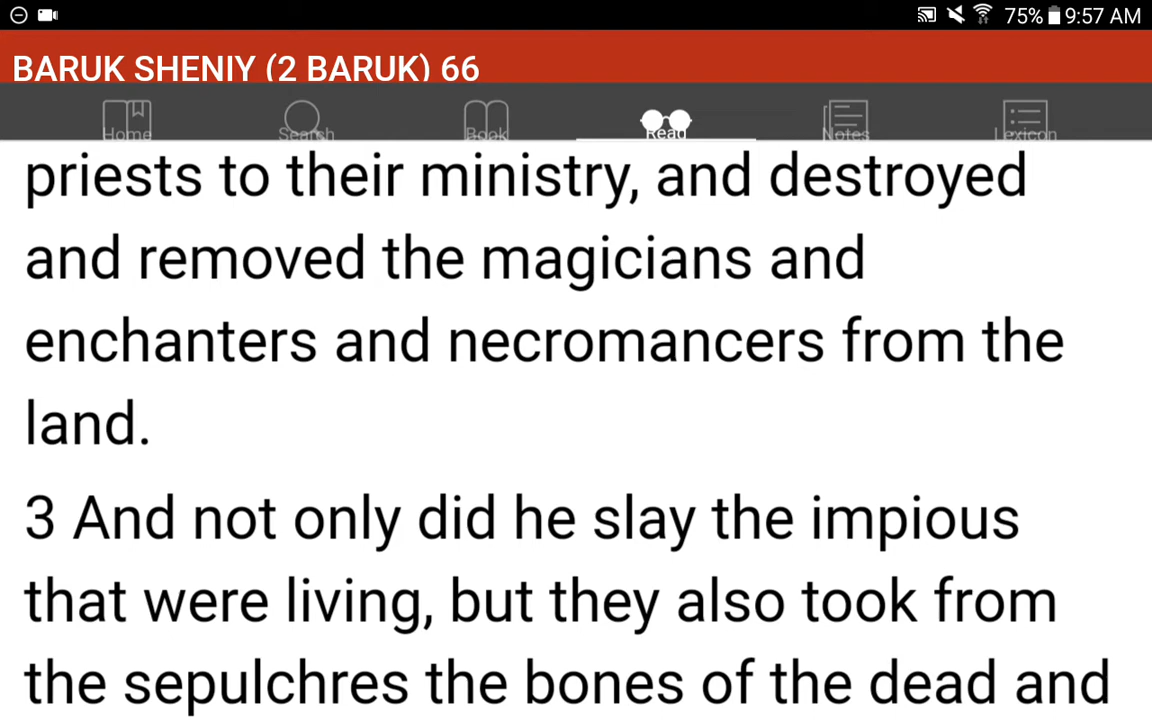 75% 9:57 AM
BARUK SHENIY (2 BARUK) 66
Home Search Book Read Notes Lexicon
priests to their ministry, and destroyed
and removed the magicians and
enchanters and necromancers from the
land.
3 And not only did he slay the impious
that were living, but they also took from
the sepulchres the bones of the dead and